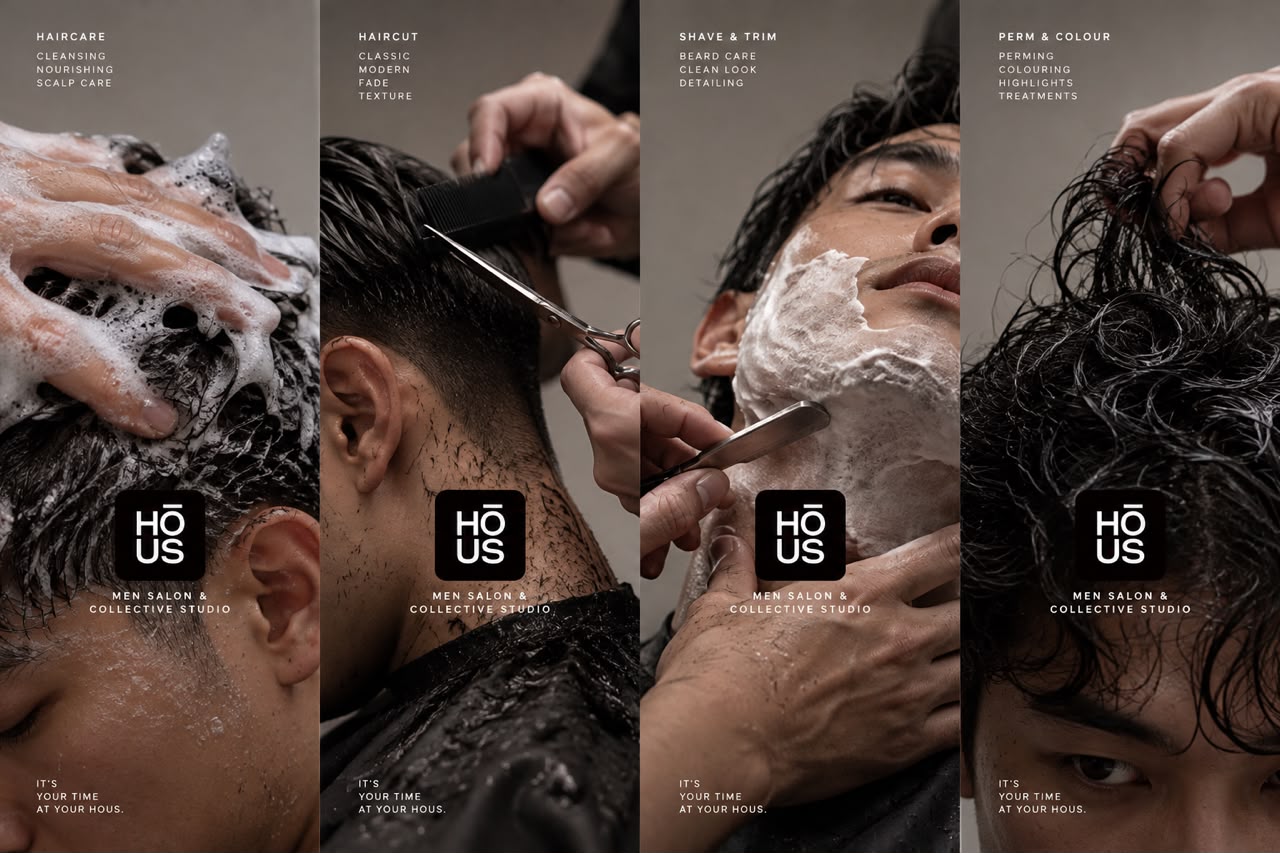 HAIRCARE
CLEANSING
NOURISHING
SCALP CARE
HŌ
US
MEN SALON &
COLLECTIVE STUDIO
IT'S
YOUR TIME
AT YOUR HOUS.
HAIRCUT
CLASSIC
MODERN
FADE
TEXTURE
HŌ
US
MEN SALON &
COLLECTIVE STUDIO
IT'S
YOUR TIME
AT YOUR HOUS.
SHAVE & TRIM
BEARD CARE
CLEAN LOOK
DETAILING
HŌ
US
MEN SALON &
COLLECTIVE STUDIO
IT'S
YOUR TIME
AT YOUR HOUS.
PERM & COLOUR
PERMING
COLOURING
HIGHLIGHTS
TREATMENTS
HŌ
US
MEN SALON &
COLLECTIVE STUDIO
IT'S
YOUR TIME
AT YOUR HOUS.